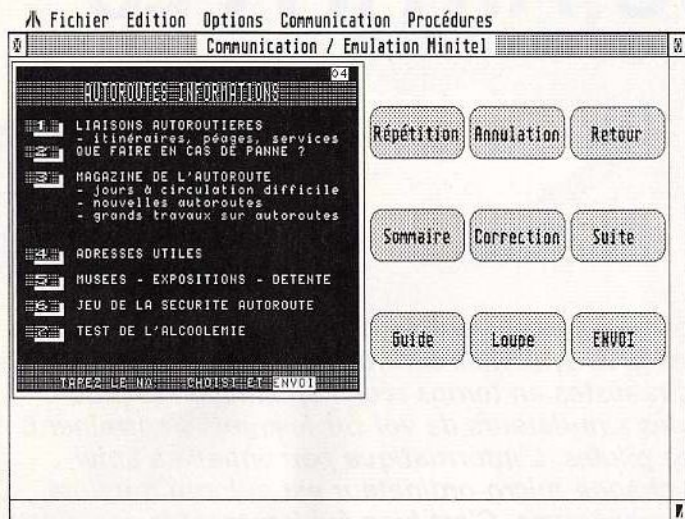 Fichier Edition Options Communication Procédures
Communication / Emulation Minitel
04
AUTOROUTES INFORMATIONS
1 LIAISONS AUTOROUTIERES
- itinéraires, péages, services
2 QUE FAIRE EN CAS DE PANNE ?
3 MAGAZINE DE L'AUTOROUTE
- jours à circulation difficile
- nouvelles autoroutes
- grands travaux sur autoroutes
4 ADRESSES UTILES
5 MUSEES - EXPOSITIONS - DETENTE
6 JEU DE LA SECURITE AUTOROUTE
7 TEST DE L'ALCOOLEMIE
TAPEZ LE NO. CHOISI ET ENVOI
Répétition Annulation Retour
Sommaire Correction Suite
Guide Loupe ENVOI